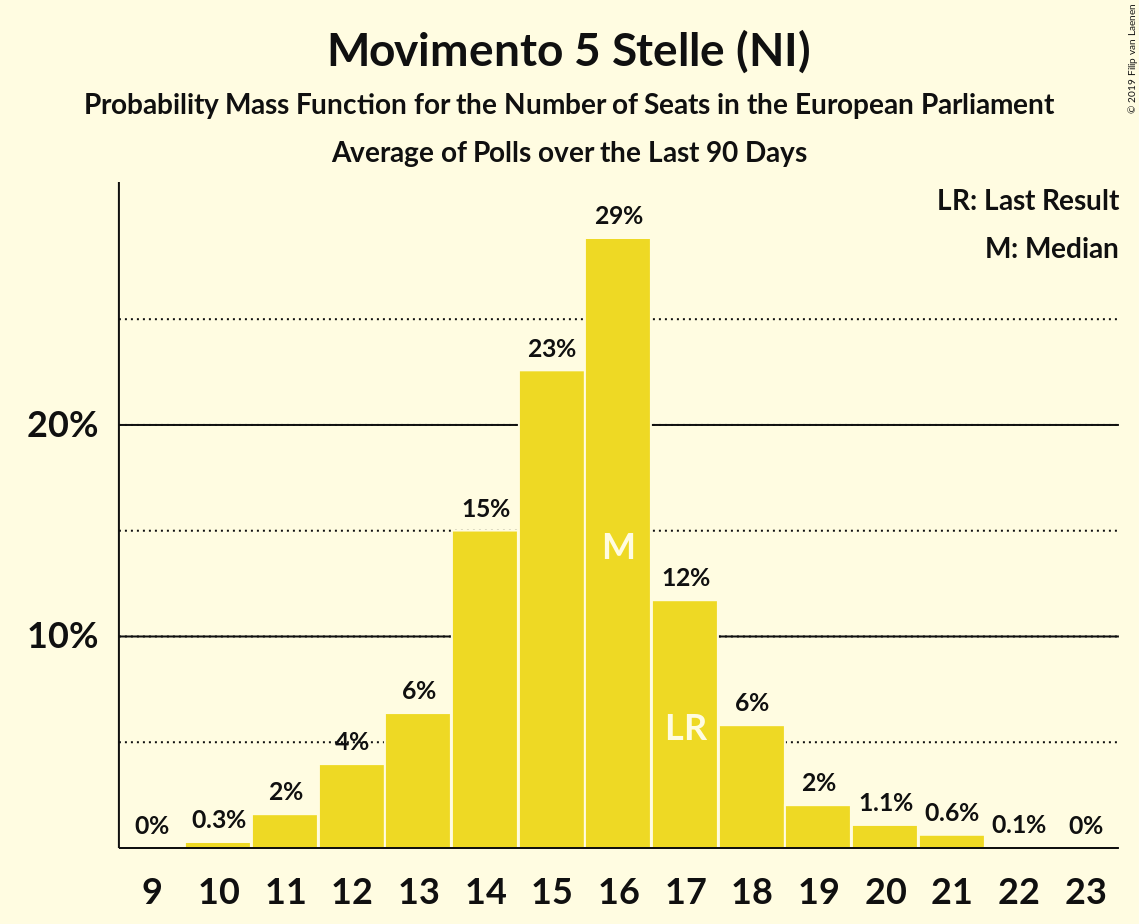 Movimento 5 Stelle (NI)
Probability Mass Function for the Number of Seats in the European Parliament
Average of Polls over the Last 90 Days
© 2019 Filip van Laenen
LR: Last Result
M: Median
29%
23%
20%
15%
M
12%
10%
6%
6%
LR
4%
2%
2%
1.1%
0.3%
0.6%
0%
0.1%
0%
9 10 11 12 13 14 15 16 17 18 19 20 21 22 23